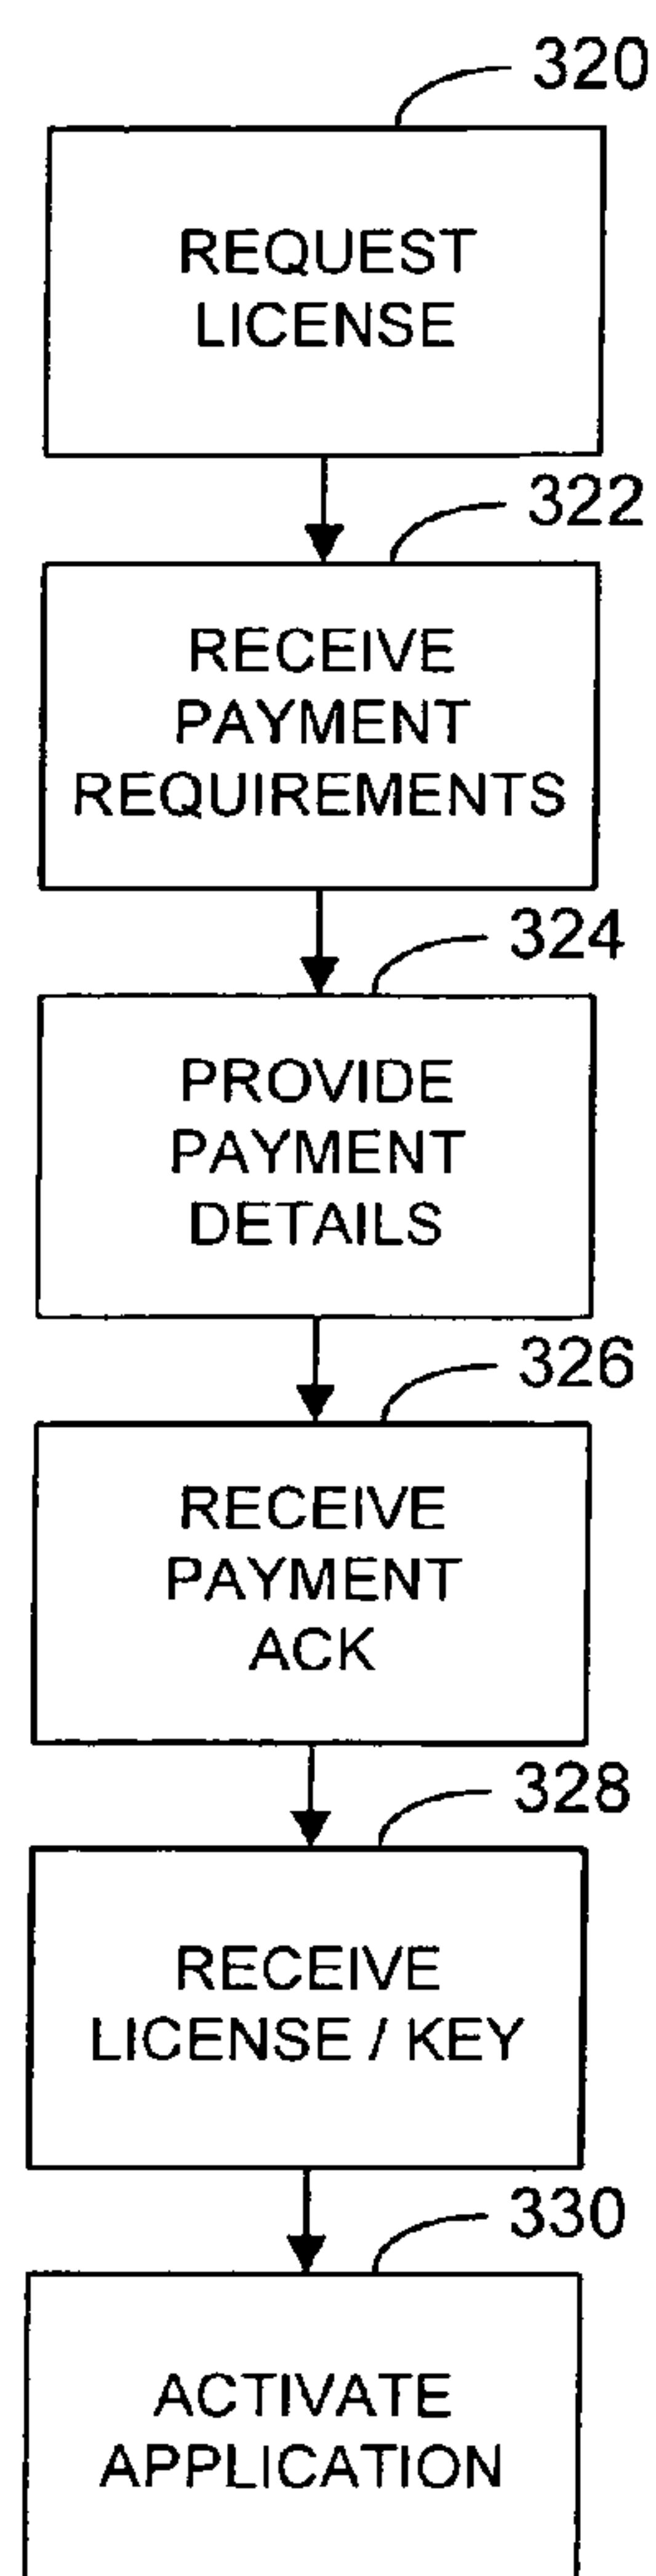 320
REQUEST
LICENSE
322
RECEIVE
PAYMENT
REQUIREMENTS
324
PROVIDE
PAYMENT
DETAILS
326
RECEIVE
PAYMENT
ACK
328
RECEIVE
LICENSE / KEY
330
ACTIVATE
APPLICATION